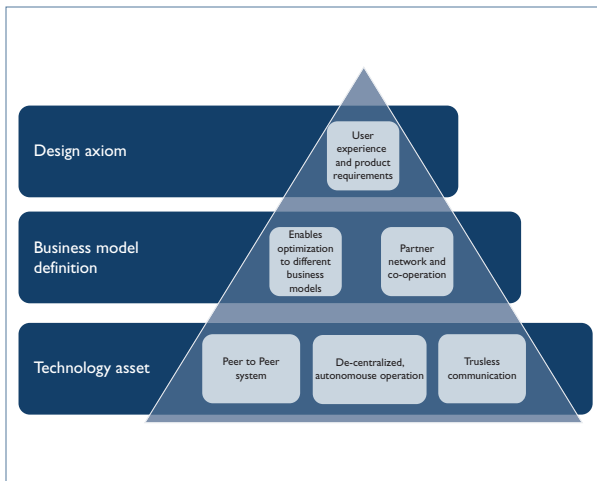 Design axiom
User
experience
and product
requirements
Business model
definition
Enables
optimization
to different
business
models
Partner
network and
co-operation
Technology asset
Peer to Peer
system
De-centralized,
autonomouse operation
Trusless
communication